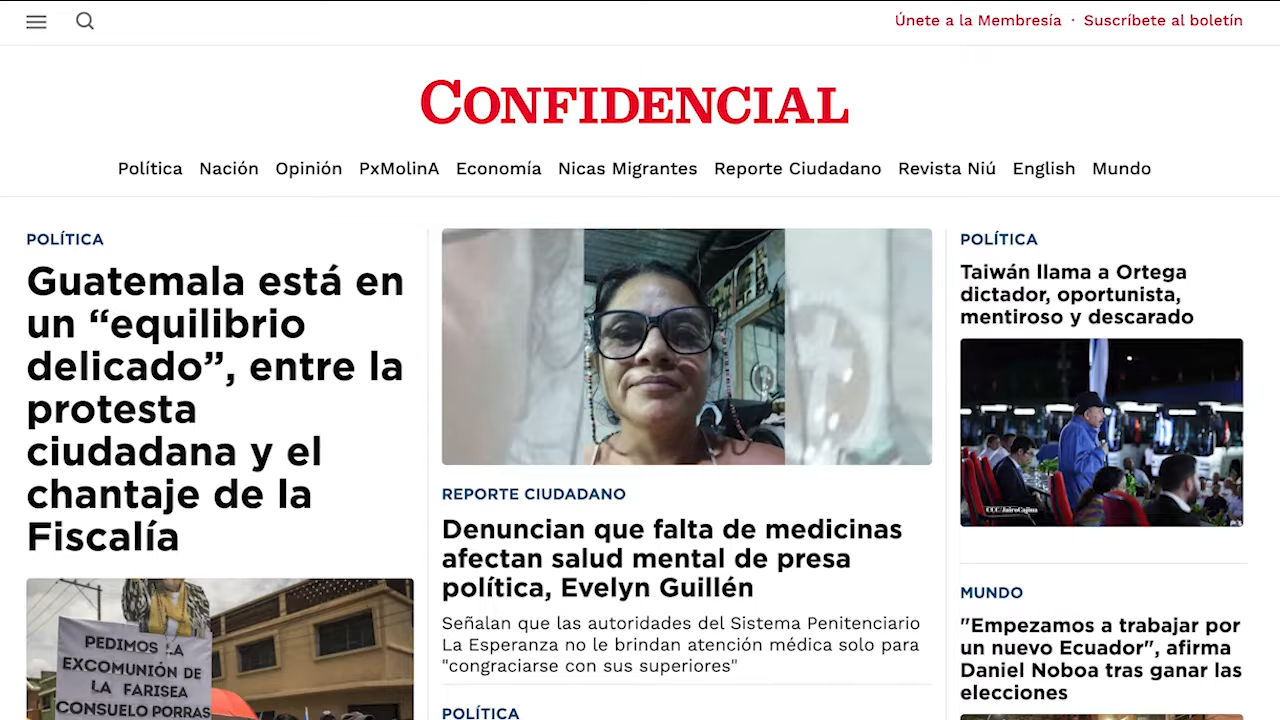 Únete a la Membresía · Suscríbete al boletín
CONFIDENCIAL
Política Nación Opinión PxMolinA Economía Nicas Migrantes Reporte Ciudadano Revista Niú English Mundo
POLÍTICA
Guatemala está en
un “equilibrio
delicado”, entre la
protesta
ciudadana y el
chantaje de la
Fiscalía
PEDIMOS LA
EXCOMUNIÓN DE
LA FARISEA
CONSUELO PORRAS
REPORTE CIUDADANO
Denuncian que falta de medicinas
afectan salud mental de presa
política, Evelyn Guillén
Señalan que las autoridades del Sistema Penitenciario
La Esperanza no le brindan atención médica solo para
"congraciarse con sus superiores"
POLÍTICA
POLÍTICA
Taiwán llama a Ortega
dictador, oportunista,
mentiroso y descarado
CCC/JairoCajina
MUNDO
"Empezamos a trabajar por
un nuevo Ecuador", afirma
Daniel Noboa tras ganar las
elecciones